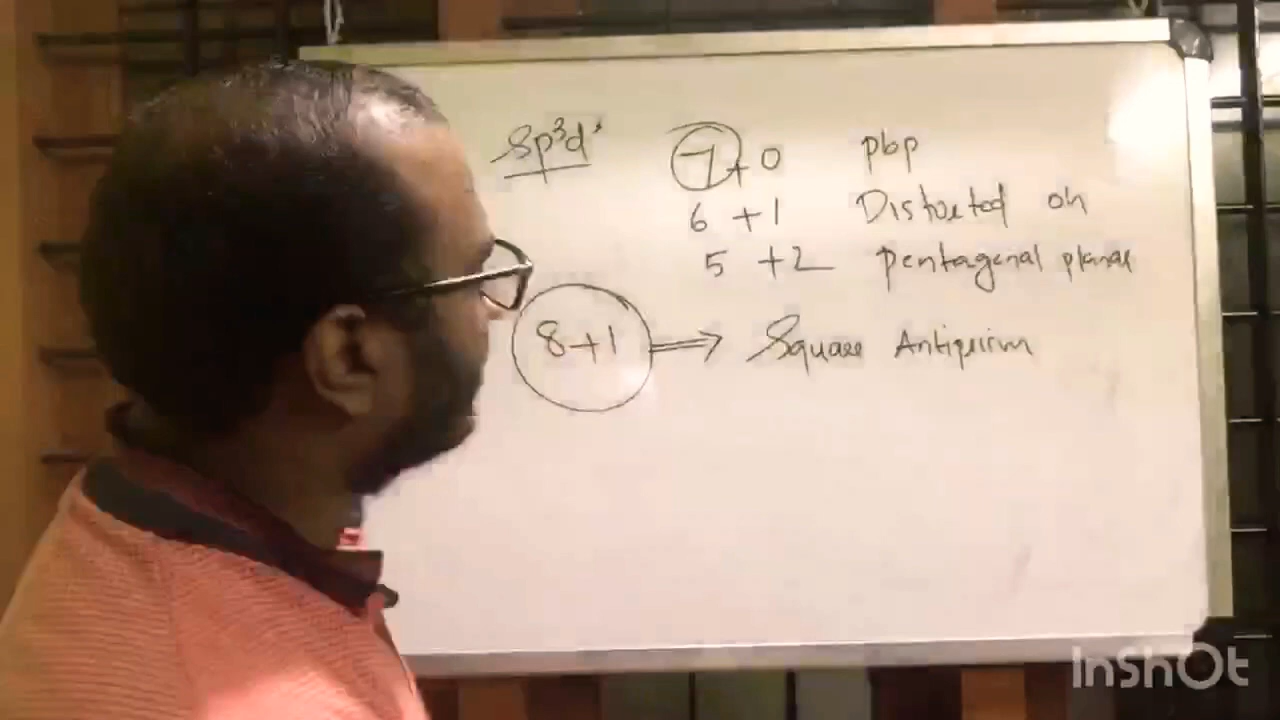 sp³d³ 7+0 pbp
6 +1 Distorted oh
5 +2 pentagonal planar
8+1 ⟹ Square Antiprism
InShOt